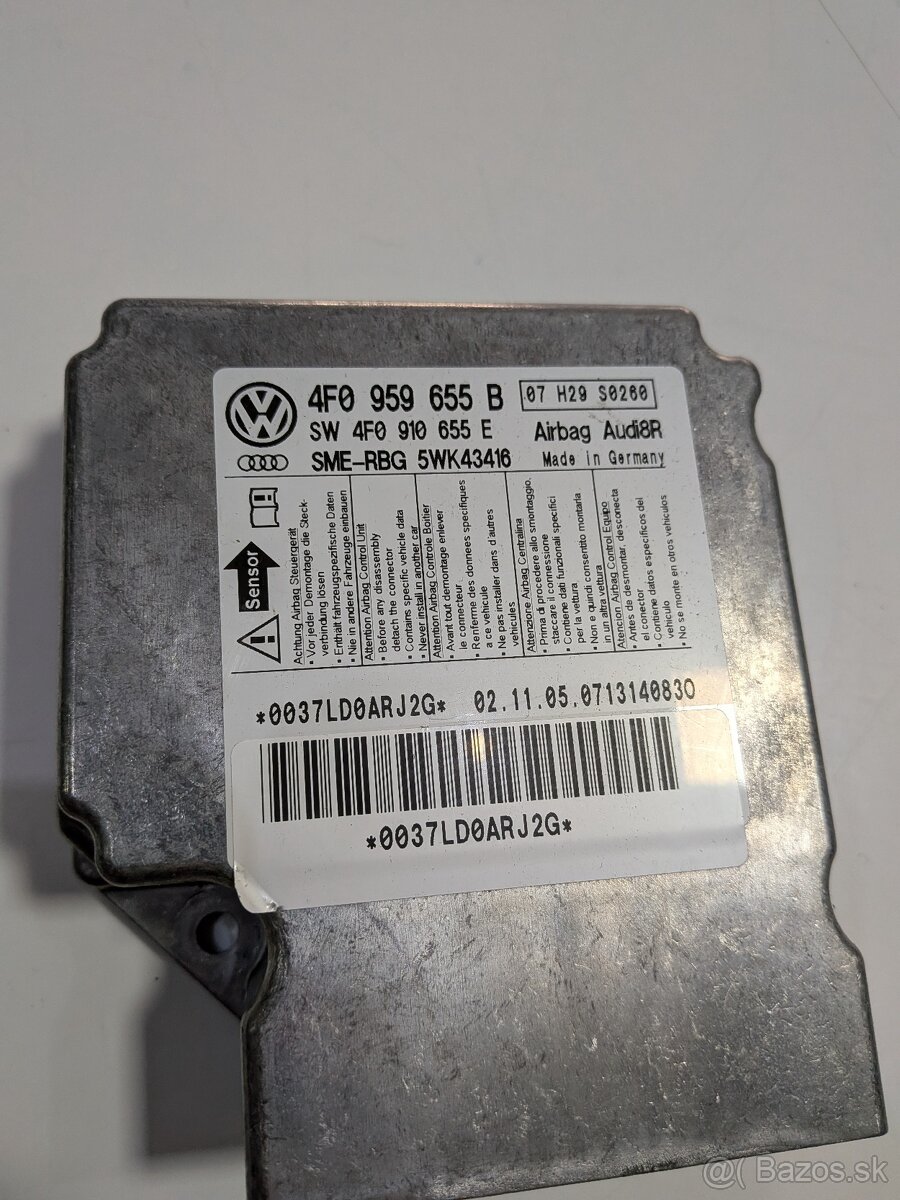 4F0 959 655 B
07 H29 S0260
SW 4F0 910 655 E
Airbag Audi8R
SME-RBG 5WK43416
Made in Germany
Sensor
Achtung Airbag Steuergerät
• Vor jeder Demontage die Steck-
verbindung lösen
• Enthält fahrzeugspezifische Daten
• Nie in andere Fahrzeuge einbauen
Attention Airbag Control Unit
• Before any disassembly
detach the connector
• Contains specific vehicle data
• Never install in another car
Attention Airbag Controle Boitier
• Avant tout demontage enlever
le connecteur
• Renferme des donnees specifiques
a ce vehicule
• Ne pas installer dans d'autres
vehicules
Attenzione Airbag Centralina
• Prima di procedere allo smontaggio,
staccare il connessione
• Contiene dati funzionali specifici
per la vettura
• Non e quindi consentito montarla
in un altra vettura
Atencion Airbag Control Equipo
• Antes de desmontar, desconecta
el conector
• Contiene datos especificos del
vehiculo
• No se monte en otros vehiculos
*0037LD0ARJ2G* 02.11.05.0713140830
*0037LD0ARJ2G*
@( Bazos.sk